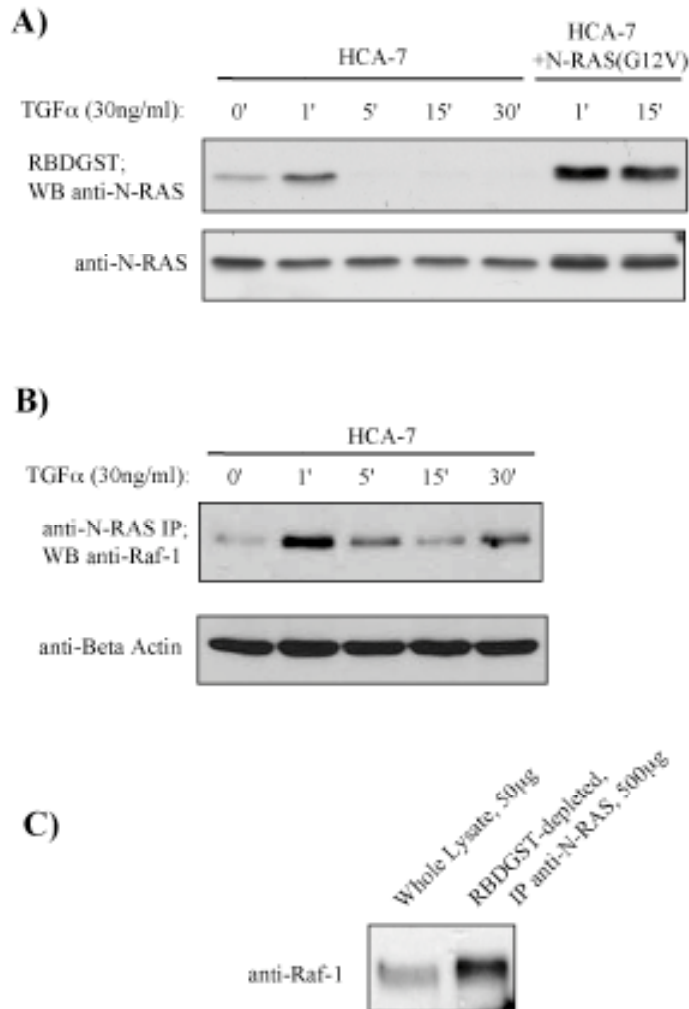 A)
HCA-7
HCA-7
+N-RAS(G12V)
TGFα (30ng/ml): 0' 1' 5' 15' 30' 1' 15'
RBDGST;
WB anti-N-RAS
anti-N-RAS
B)
HCA-7
TGFα (30ng/ml): 0' 1' 5' 15' 30'
anti-N-RAS IP;
WB anti-Raf-1
anti-Beta Actin
C)
Whole Lysate, 50µg
RBDGST-depleted,
IP anti-N-RAS, 500µg
anti-Raf-1